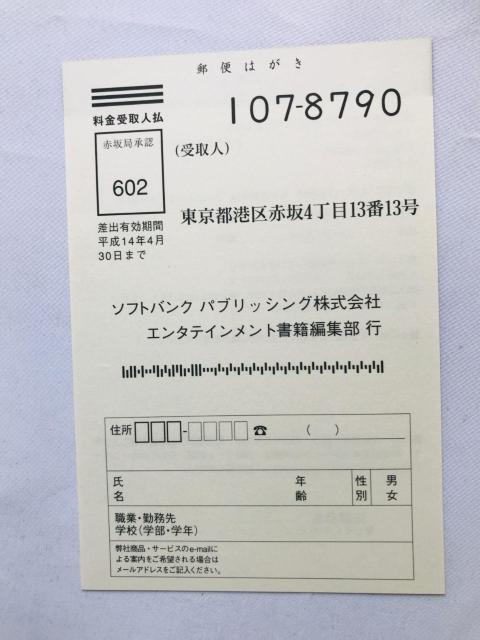 郵便はがき
料金受取人払
赤坂局承認
602
差出有効期間
平成14年4月
30日まで
107-8790
(受取人)
東京都港区赤坂4丁目13番13号
ソフトバンク パブリッシング株式会社
エンタテインメント書籍編集部 行
住所 - ☎ ( )
氏名 年齢 性別 男女
職業・勤務先
学校(学部・学年)
弊社商品・サービスのe-mailに
よる案内をご希望される場合は
メールアドレスをご記入ください。